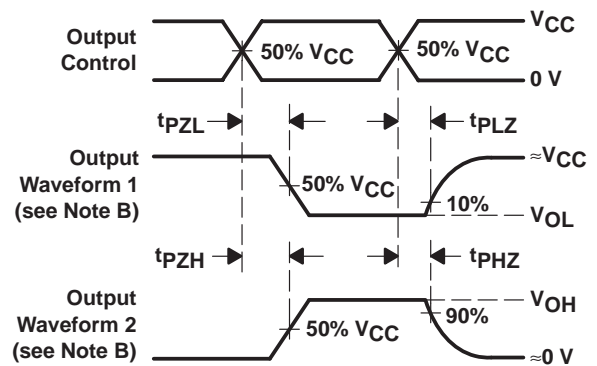 Output
Control
50% VCC
50% VCC
VCC
0 V
tPZL
tPLZ
Output
Waveform 1
(see Note B)
50% VCC
10%
≈VCC
VOL
tPZH
tPHZ
Output
Waveform 2
(see Note B)
50% VCC
90%
VOH
≈0 V